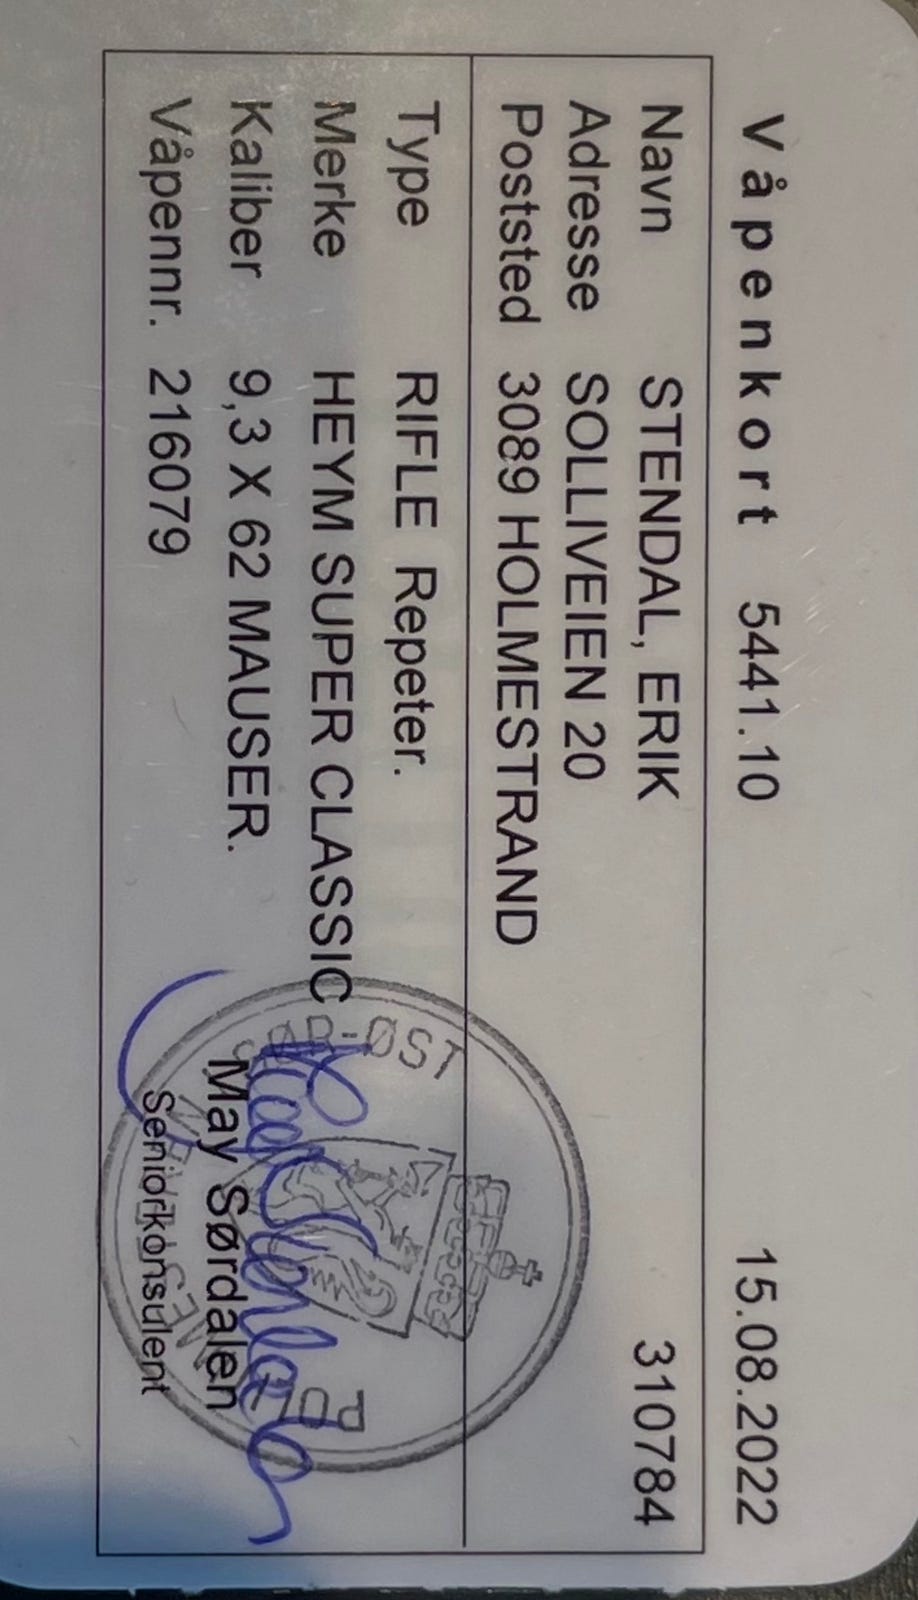 Våpenkort 5441.10 15.08.2022
Navn STENDAL, ERIK 310784
Adresse SOLLIVEIEN 20
Poststed 3089 HOLMESTRAND
Type RIFLE Repeter.
Merke HEYM SUPER CLASSIC
Kaliber 9,3 X 62 MAUSER.
Våpennr. 216079
SØR-ØST
May Sørdalen
Seniorkonsulent